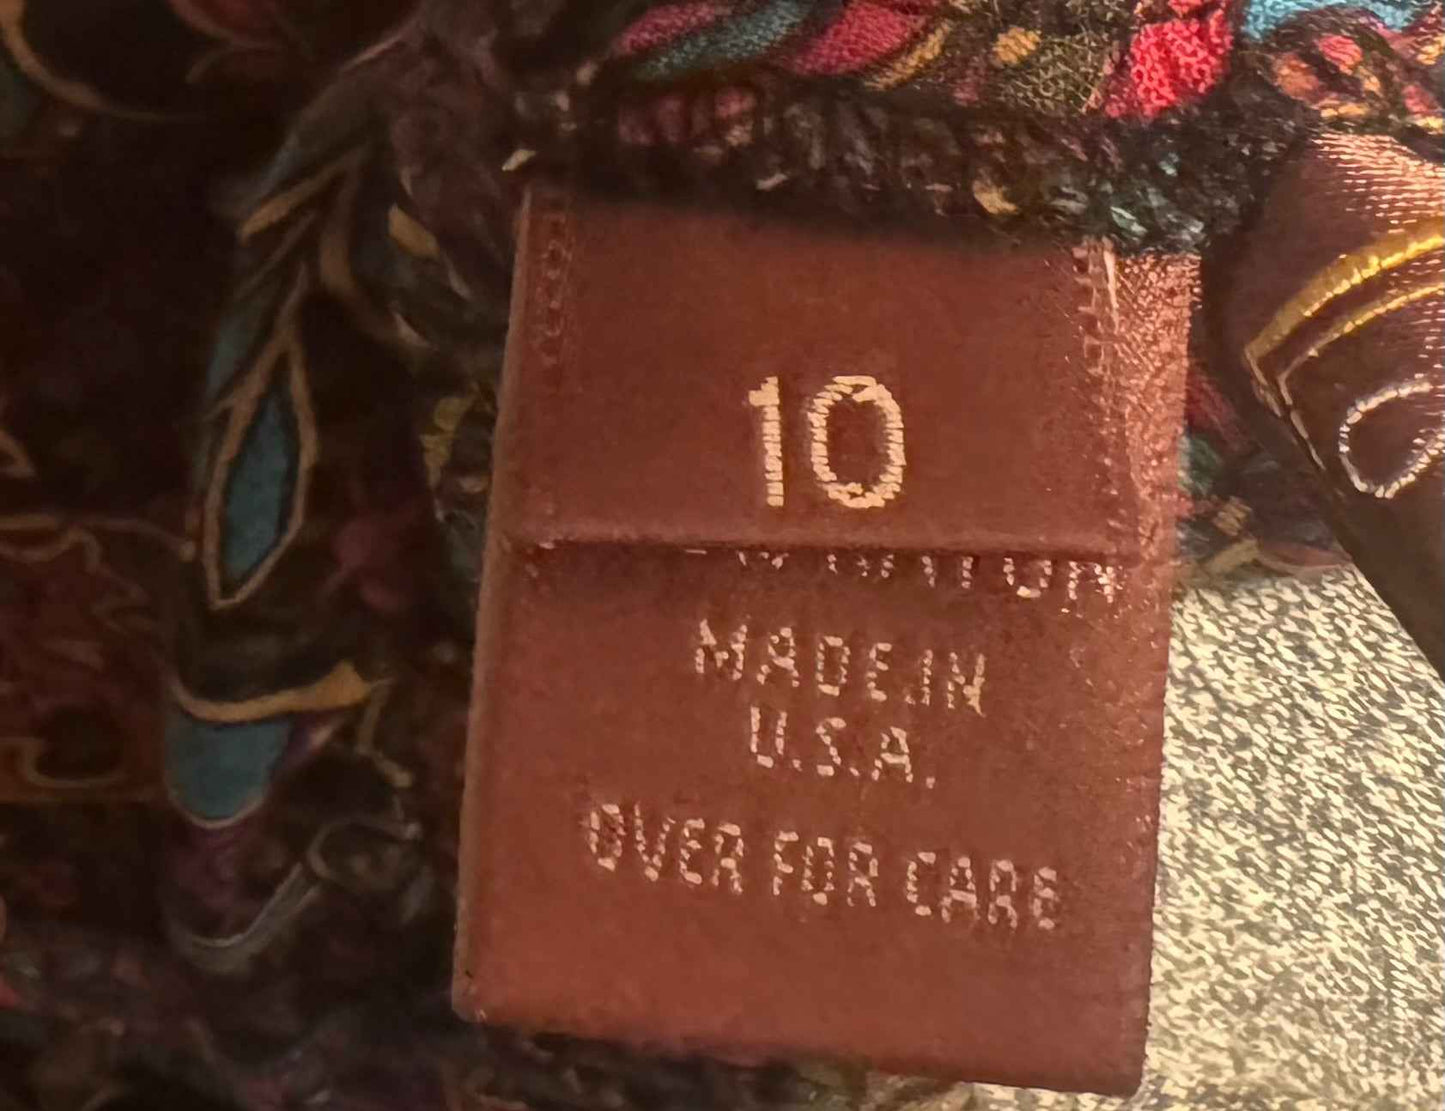 10
MADE IN
U.S.A.
OVER FOR CARE